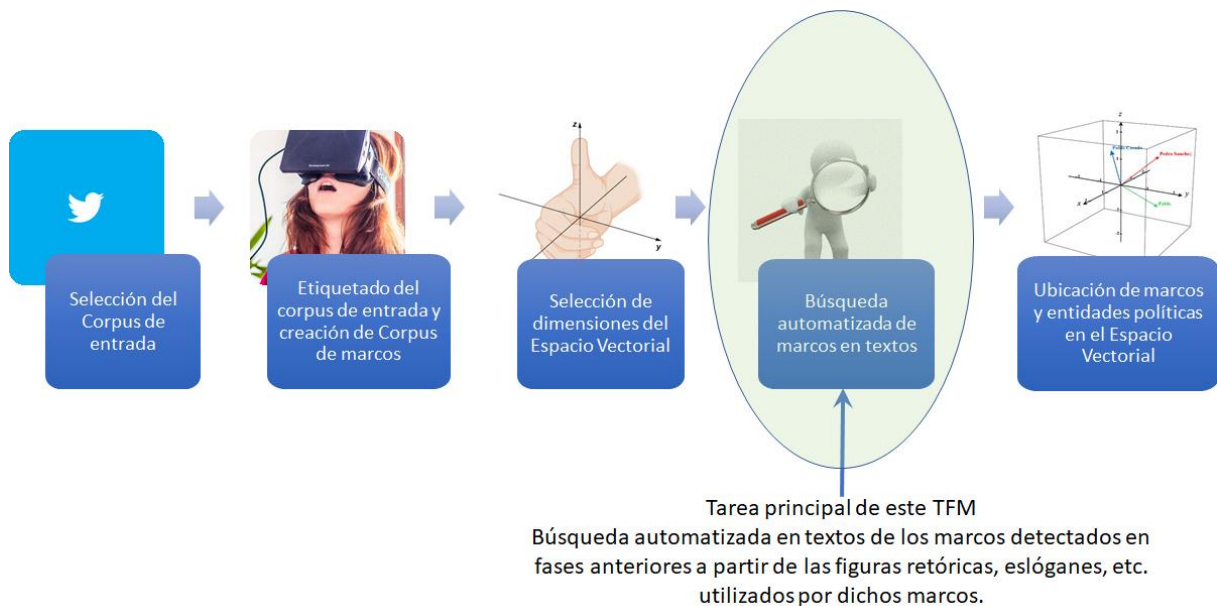 Selección del
Corpus de
entrada
Etiquetado del
corpus de entrada y
creación de Corpus
de marcos
z
y
Selección de
dimensiones del
Espacio Vectorial
Búsqueda
automatizada de
marcos en textos
z
y
x
Ubicación de marcos
y entidades políticas
en el Espacio
Vectorial
Tarea principal de este TFM
Búsqueda automatizada en textos de los marcos detectados en
fases anteriores a partir de las figuras retóricas, eslóganes, etc.
utilizados por dichos marcos.